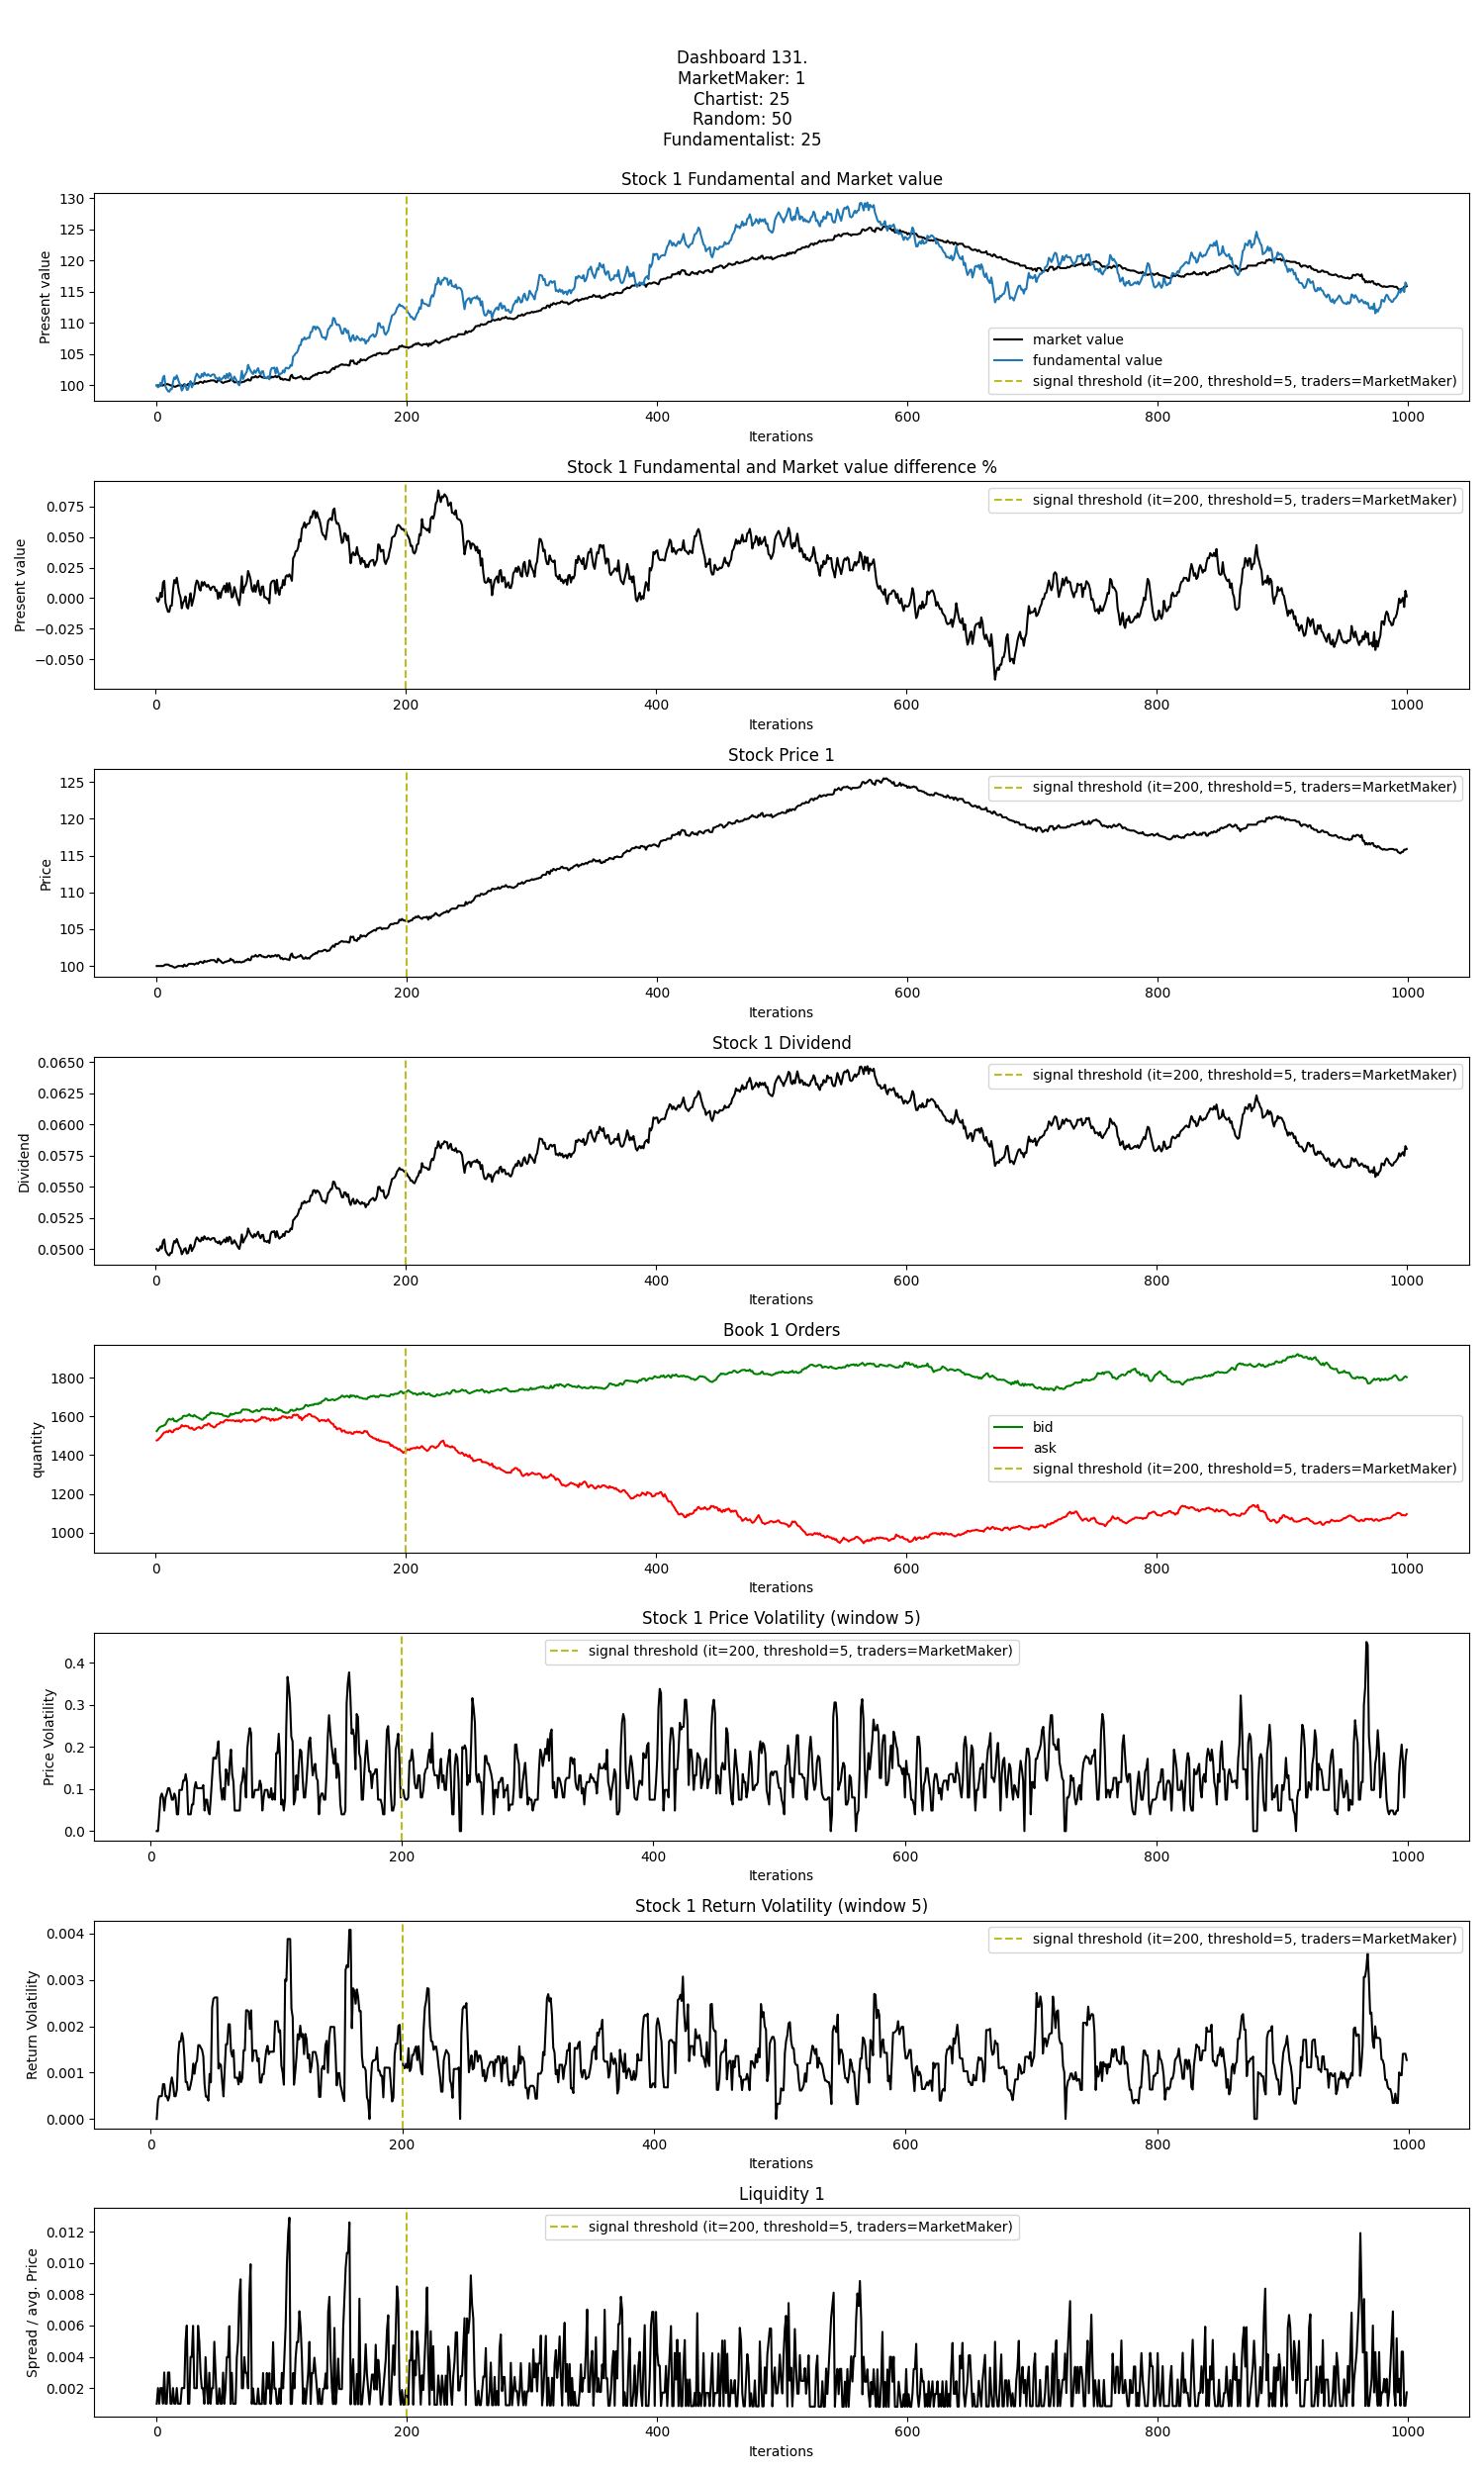 Dashboard 131.
MarketMaker: 1
Chartist: 25
Random: 50
Fundamentalist: 25
Stock 1 Fundamental and Market value
Present value
130
125
120
115
110
105
100
market value
fundamental value
signal threshold (it=200, threshold=5, traders=MarketMaker)
0 200 400 600 800 1000
Iterations
Stock 1 Fundamental and Market value difference %
Present value
0.075
0.050
0.025
0.000
−0.025
−0.050
signal threshold (it=200, threshold=5, traders=MarketMaker)
0 200 400 600 800 1000
Iterations
Stock Price 1
Price
125
120
115
110
105
100
signal threshold (it=200, threshold=5, traders=MarketMaker)
0 200 400 600 800 1000
Iterations
Stock 1 Dividend
Dividend
0.0650
0.0625
0.0600
0.0575
0.0550
0.0525
0.0500
signal threshold (it=200, threshold=5, traders=MarketMaker)
0 200 400 600 800 1000
Iterations
Book 1 Orders
quantity
1800
1600
1400
1200
1000
bid
ask
signal threshold (it=200, threshold=5, traders=MarketMaker)
0 200 400 600 800 1000
Iterations
Stock 1 Price Volatility (window 5)
Price Volatility
0.4
0.3
0.2
0.1
0.0
signal threshold (it=200, threshold=5, traders=MarketMaker)
0 200 400 600 800 1000
Iterations
Stock 1 Return Volatility (window 5)
Return Volatility
0.004
0.003
0.002
0.001
0.000
signal threshold (it=200, threshold=5, traders=MarketMaker)
0 200 400 600 800 1000
Iterations
Liquidity 1
Spread / avg. Price
0.012
0.010
0.008
0.006
0.004
0.002
signal threshold (it=200, threshold=5, traders=MarketMaker)
0 200 400 600 800 1000
Iterations